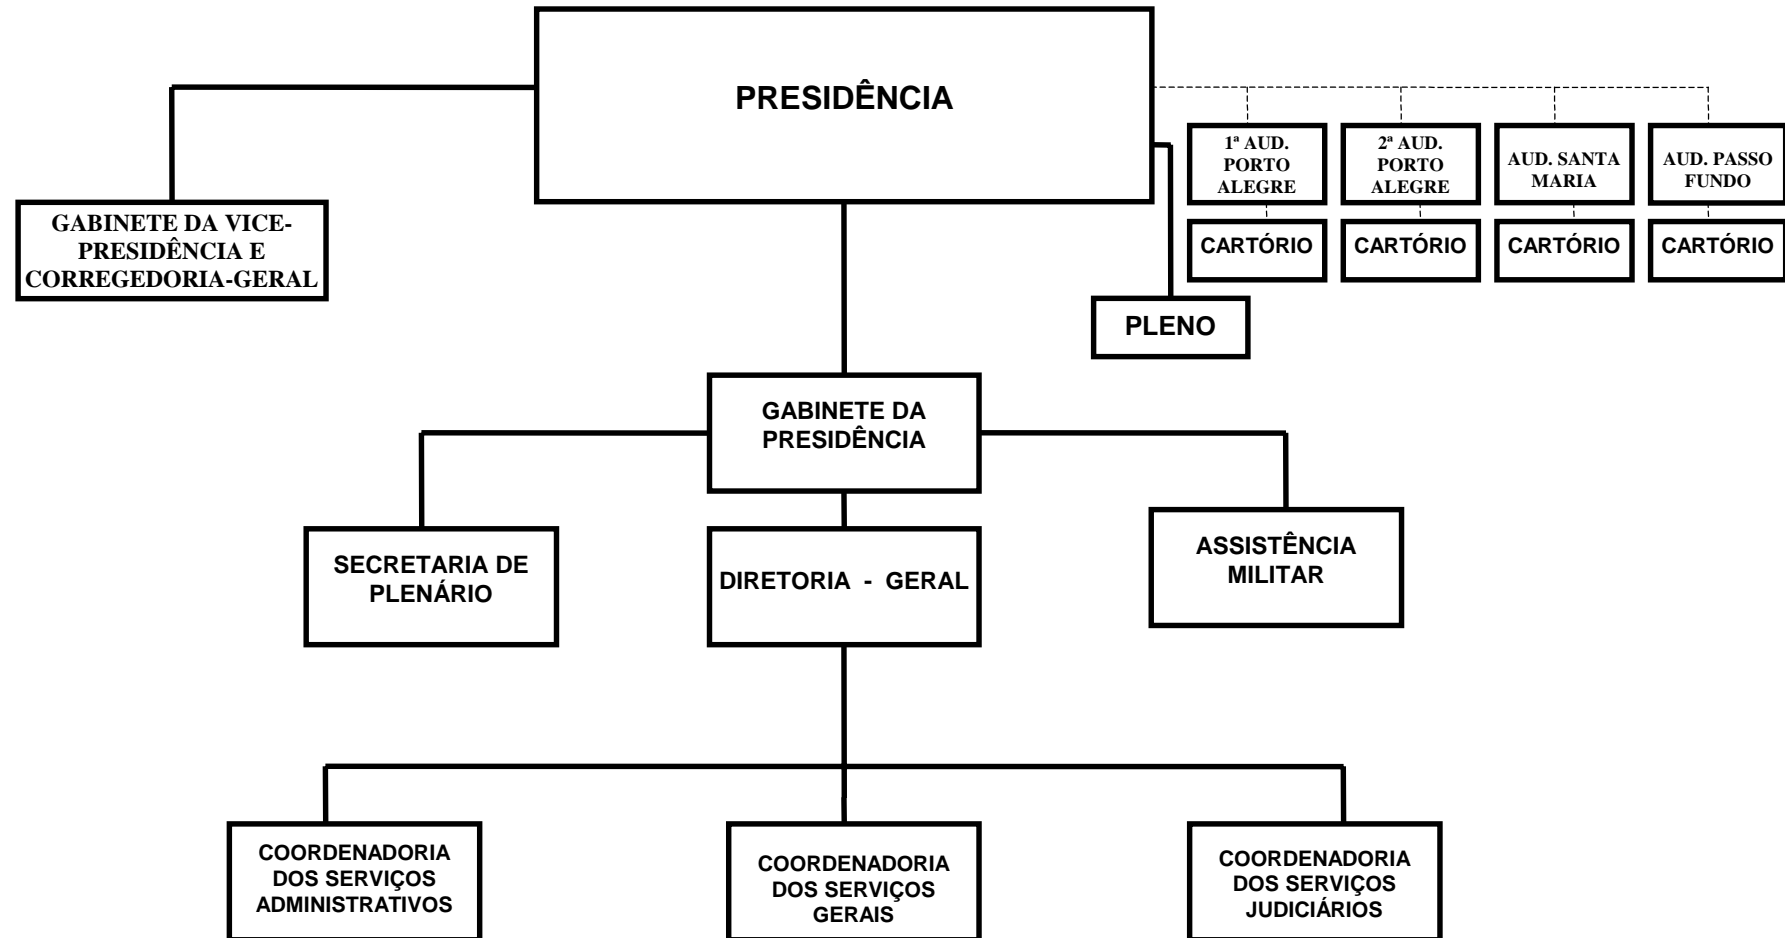 PRESIDÊNCIA
1ª AUD.
PORTO
ALEGRE
2ª AUD.
PORTO
ALEGRE
AUD. SANTA
MARIA
AUD. PASSO
FUNDO
GABINETE DA VICE-
PRESIDÊNCIA E
CORREGEDORIA-GERAL
CARTÓRIO
CARTÓRIO
CARTÓRIO
CARTÓRIO
PLENO
GABINETE DA
PRESIDÊNCIA
SECRETARIA DE
PLENÁRIO
DIRETORIA - GERAL
ASSISTÊNCIA
MILITAR
COORDENADORIA
DOS SERVIÇOS
ADMINISTRATIVOS
COORDENADORIA
DOS SERVIÇOS
GERAIS
COORDENADORIA
DOS SERVIÇOS
JUDICIÁRIOS